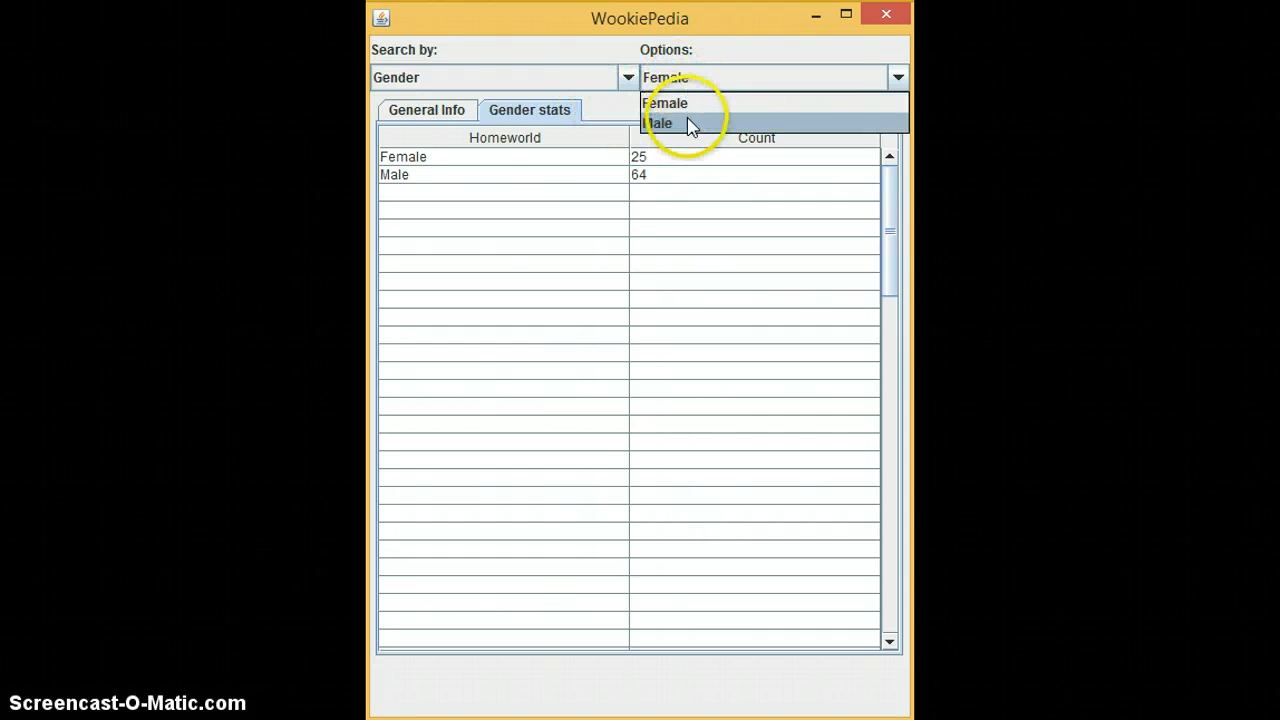 WookiePedia
Search by: Options:
Gender Female
Female
Male
General Info Gender stats
Homeworld Count
Female 25
Male 64
Screencast-O-Matic.com